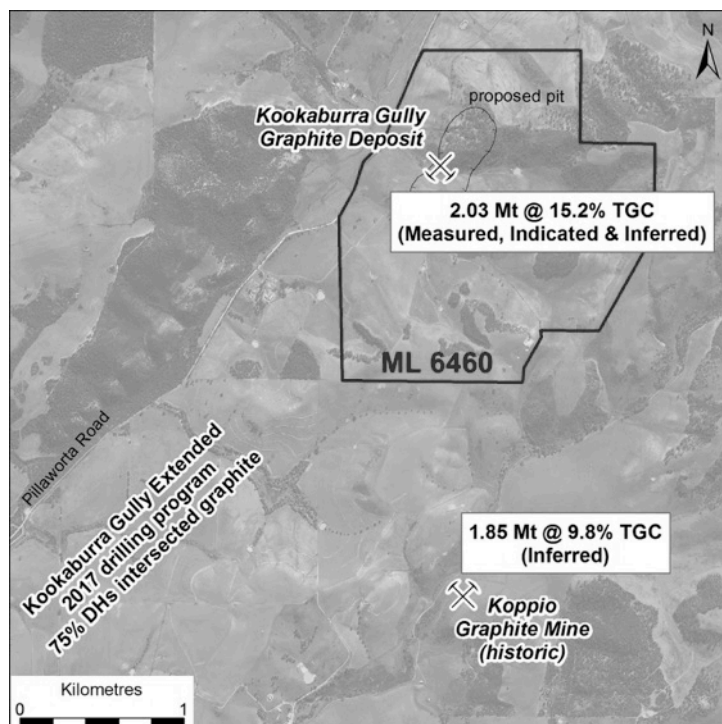 N
proposed pit
Kookaburra Gully
Graphite Deposit
2.03 Mt @ 15.2% TGC
(Measured, Indicated & Inferred)
ML 6460
Pillaworta Road
Kookaburra Gully Extended
2017 drilling program
75% DHs intersected graphite
1.85 Mt @ 9.8% TGC
(Inferred)
Koppio
Graphite Mine
(historic)
Kilometres
0 1